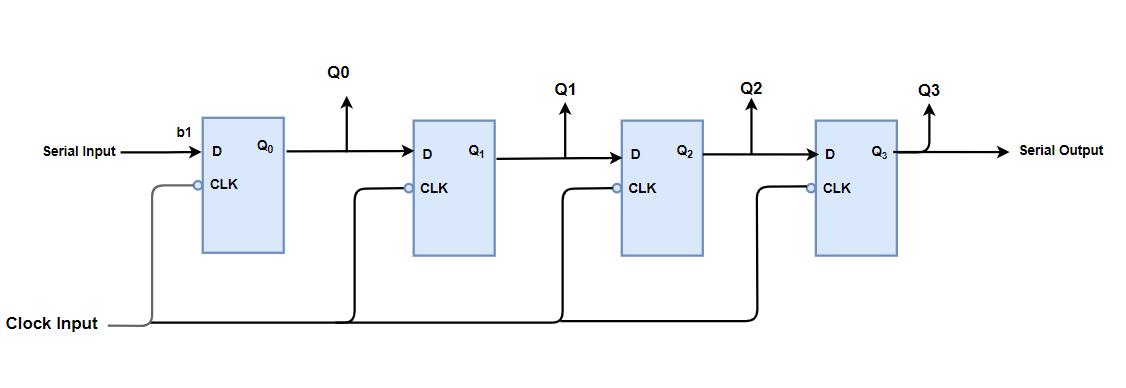 Q0
Q1
Q2
Q3
b1
Serial Input
D
Q0
D
Q1
D
Q2
D
Q3
Serial Output
CLK
CLK
CLK
CLK
Clock Input